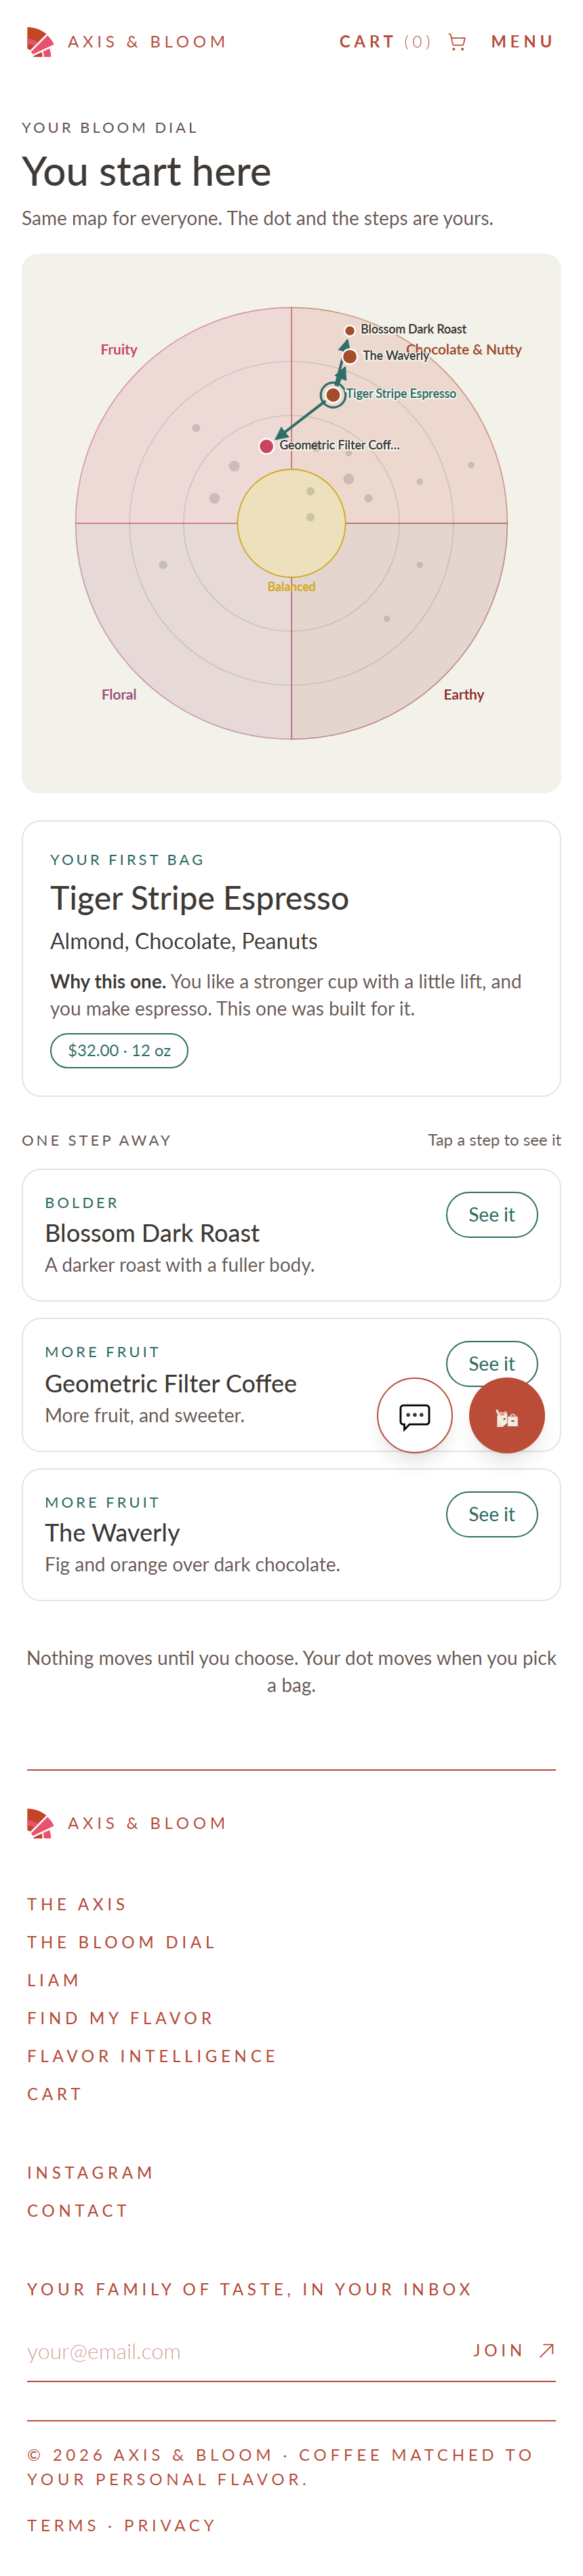 AXIS & BLOOM
CART (0)
MENU
YOUR BLOOM DIAL
You start here
Same map for everyone. The dot and the steps are yours.
Blossom Dark Roast
Fruity
Chocolate & Nutty
The Waverly
Tiger Stripe Espresso
Geometric Filter Coff...
Balanced
Floral
Earthy
YOUR FIRST BAG
Tiger Stripe Espresso
Almond, Chocolate, Peanuts
Why this one. You like a stronger cup with a little lift, and
you make espresso. This one was built for it.
$32.00 · 12 oz
ONE STEP AWAY
Tap a step to see it
BOLDER
See it
Blossom Dark Roast
A darker roast with a fuller body.
MORE FRUIT
See it
Geometric Filter Coffee
More fruit, and sweeter.
MORE FRUIT
See it
The Waverly
Fig and orange over dark chocolate.
Nothing moves until you choose. Your dot moves when you pick
a bag.
AXIS & BLOOM
THE AXIS
THE BLOOM DIAL
LIAM
FIND MY FLAVOR
FLAVOR INTELLIGENCE
CART
INSTAGRAM
CONTACT
YOUR FAMILY OF TASTE, IN YOUR INBOX
your@email.com
JOIN
© 2026 AXIS & BLOOM · COFFEE MATCHED TO
YOUR PERSONAL FLAVOR.
TERMS · PRIVACY